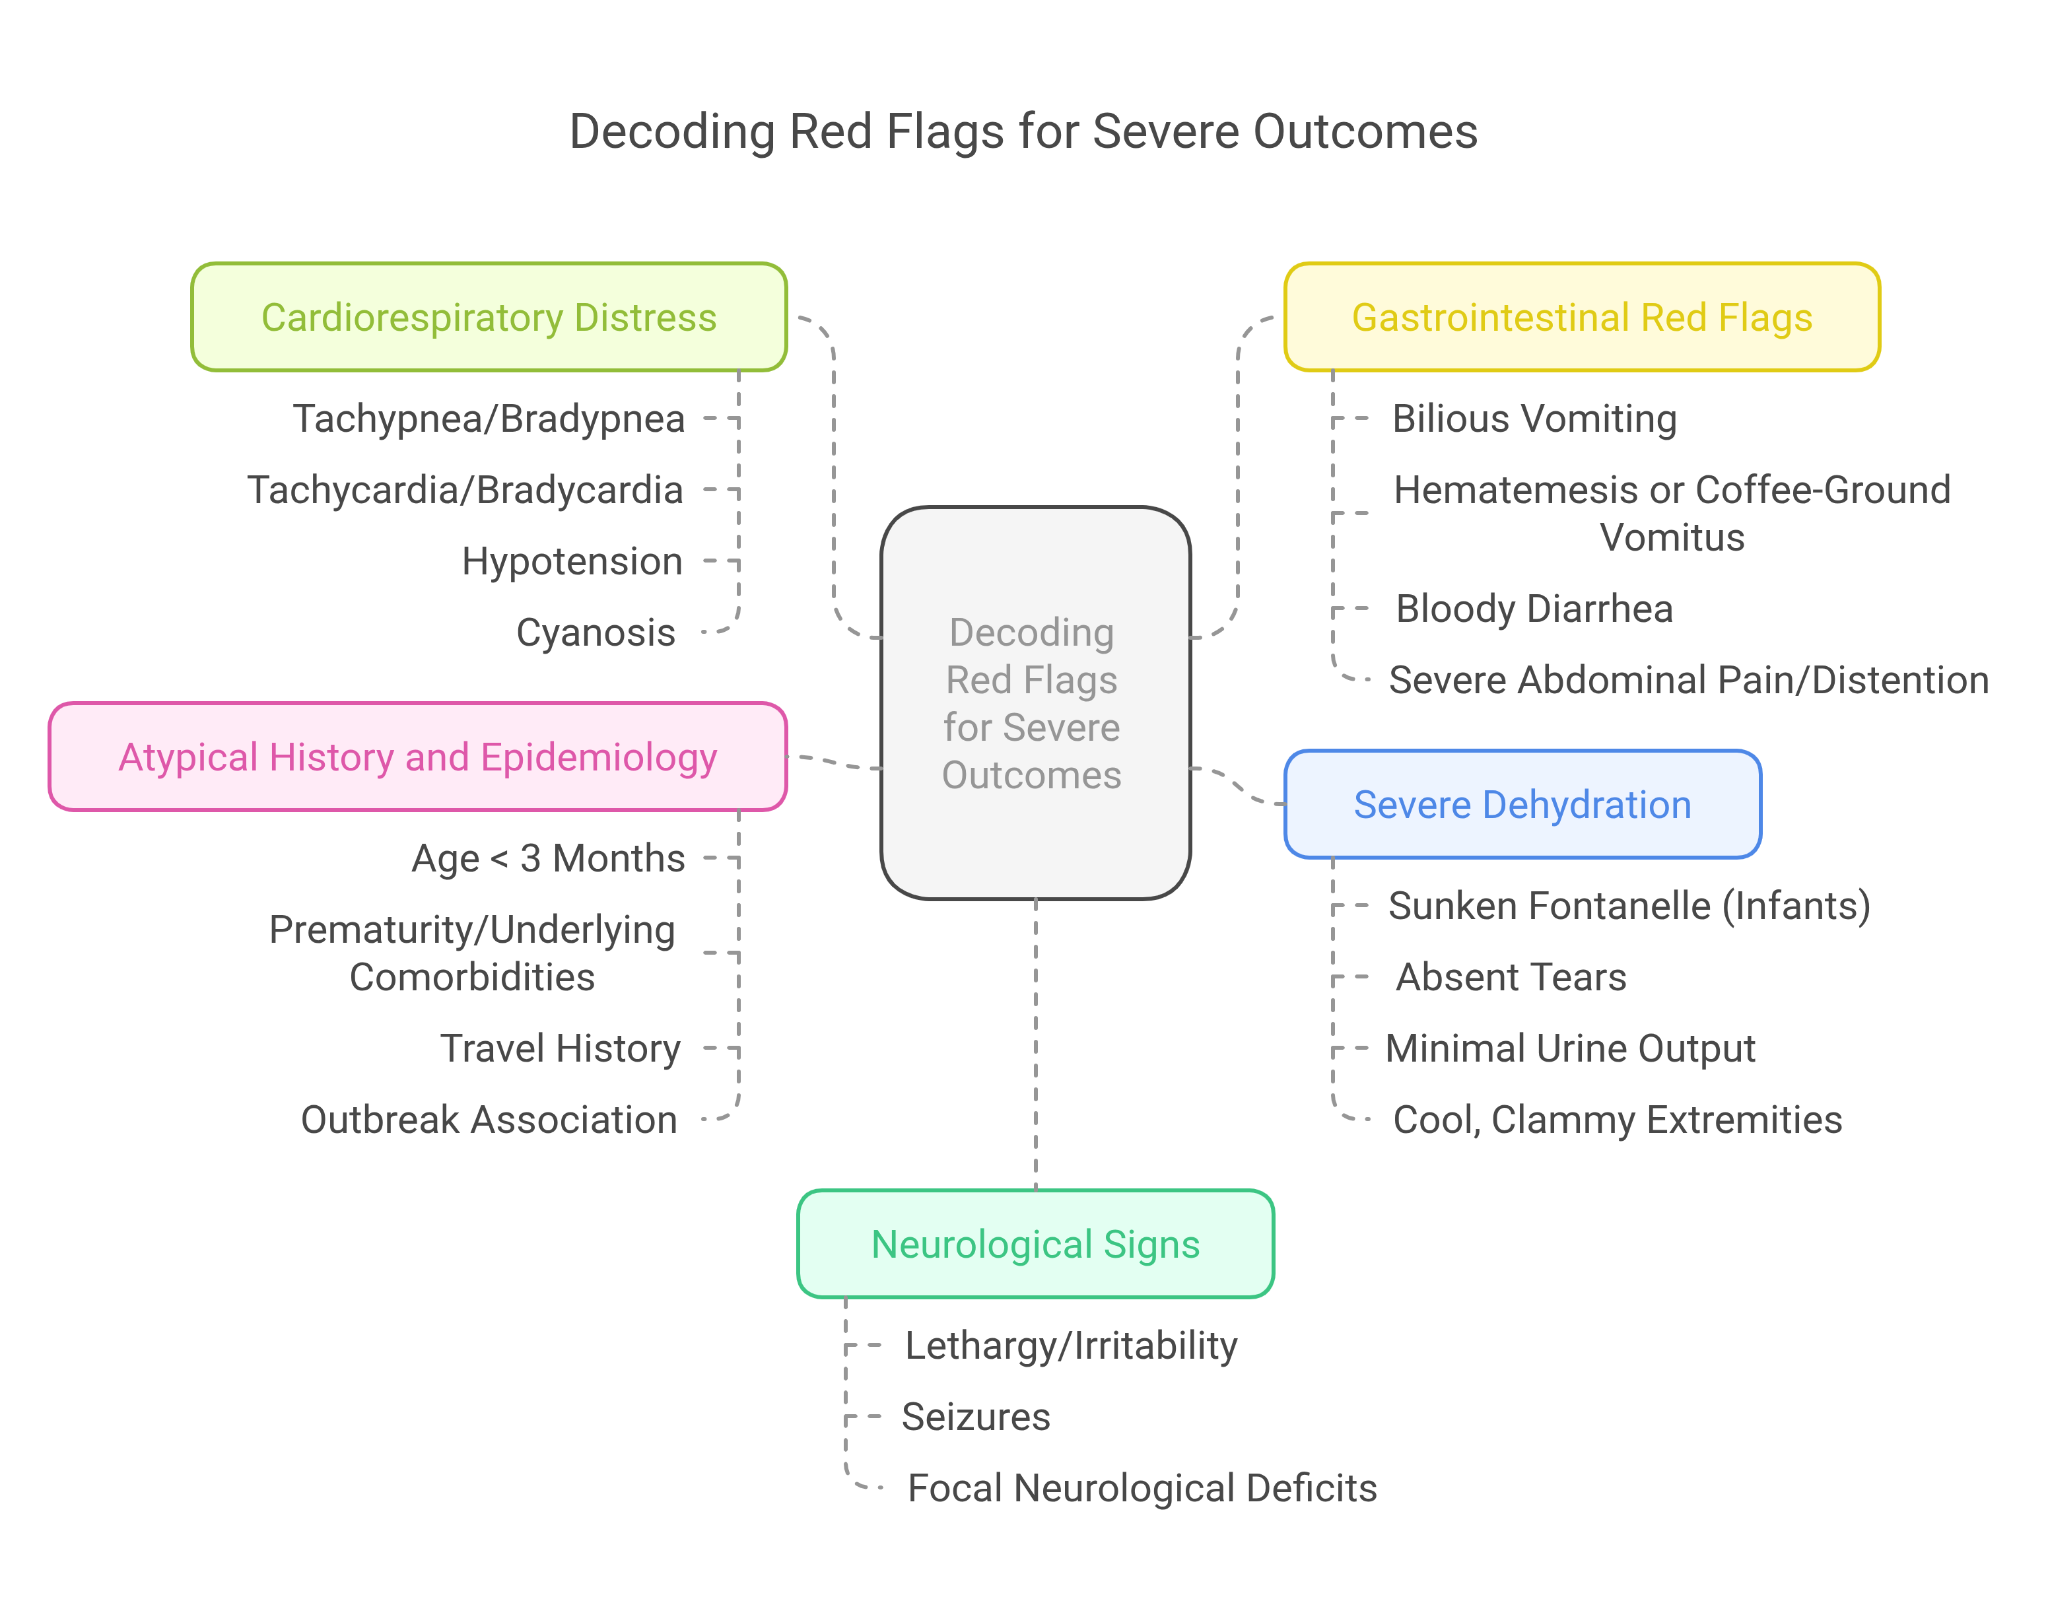 Decoding Red Flags for Severe Outcomes
Cardiorespiratory Distress
Tachypnea/Bradypnea
Tachycardia/Bradycardia
Hypotension
Cyanosis
Atypical History and Epidemiology
Age < 3 Months
Prematurity/Underlying
Comorbidities
Travel History
Outbreak Association
Decoding
Red Flags
for Severe
Outcomes
Gastrointestinal Red Flags
Bilious Vomiting
Hematemesis or Coffee-Ground
Vomitus
Bloody Diarrhea
Severe Abdominal Pain/Distention
Severe Dehydration
Sunken Fontanelle (Infants)
Absent Tears
Minimal Urine Output
Cool, Clammy Extremities
Neurological Signs
Lethargy/Irritability
Seizures
Focal Neurological Deficits